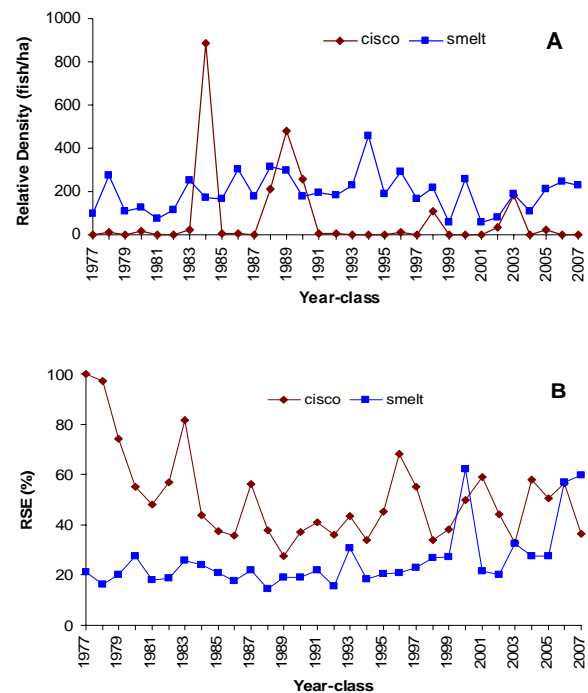 A
cisco smelt
Relative Density (fish/ha)
1000
800
600
400
200
0
1977 1979 1981 1983 1985 1987 1989 1991 1993 1995 1997 1999 2001 2003 2005 2007
Year-class
B
cisco smelt
RSE (%)
100
80
60
40
20
0
1977 1979 1981 1983 1985 1987 1989 1991 1993 1995 1997 1999 2001 2003 2005 2007
Year-class